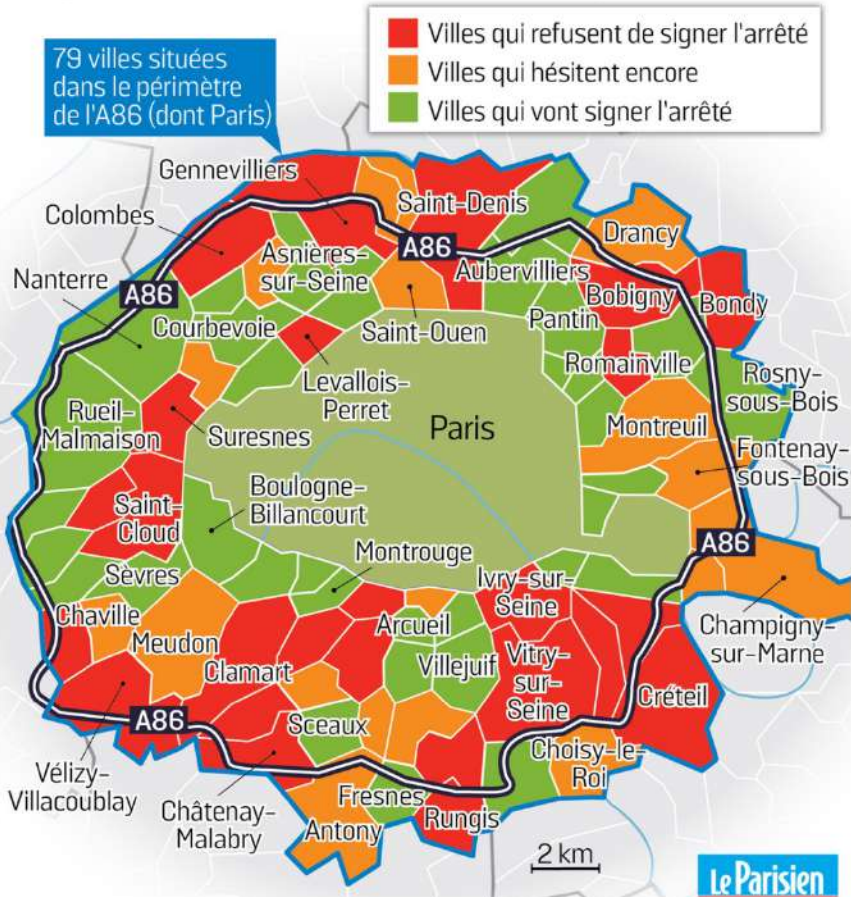 Villes qui refusent de signer l'arrêté
Villes qui hésitent encore
Villes qui vont signer l'arrêté
79 villes situées
dans le périmètre
de l'A86 (dont Paris)
Gennevilliers
Saint-Denis
Colombes
Drancy
Asnières-
sur-Seine
A86
Aubervilliers
Nanterre
A86
Bobigny
Bondy
Courbevoie
Saint-Ouen
Pantin
Levallois-
Perret
Romainville
Rosny-
sous-Bois
Rueil-
Malmaison
Suresnes
Paris
Montreuil
Fontenay-
sous-Bois
Saint-
Cloud
Boulogne-
Billancourt
Montrouge
A86
Sèvres
Ivry-sur-
Seine
Chaville
Meudon
Arcueil
Champigny-
sur-Marne
Clamart
Villejuif
Vitry-
sur-
Seine
Créteil
A86
Sceaux
Choisy-le-
Roi
Vélizy-
Villacoublay
Châtenay-
Malabry
Fresnes
Antony
Rungis
2 km
Le Parisien